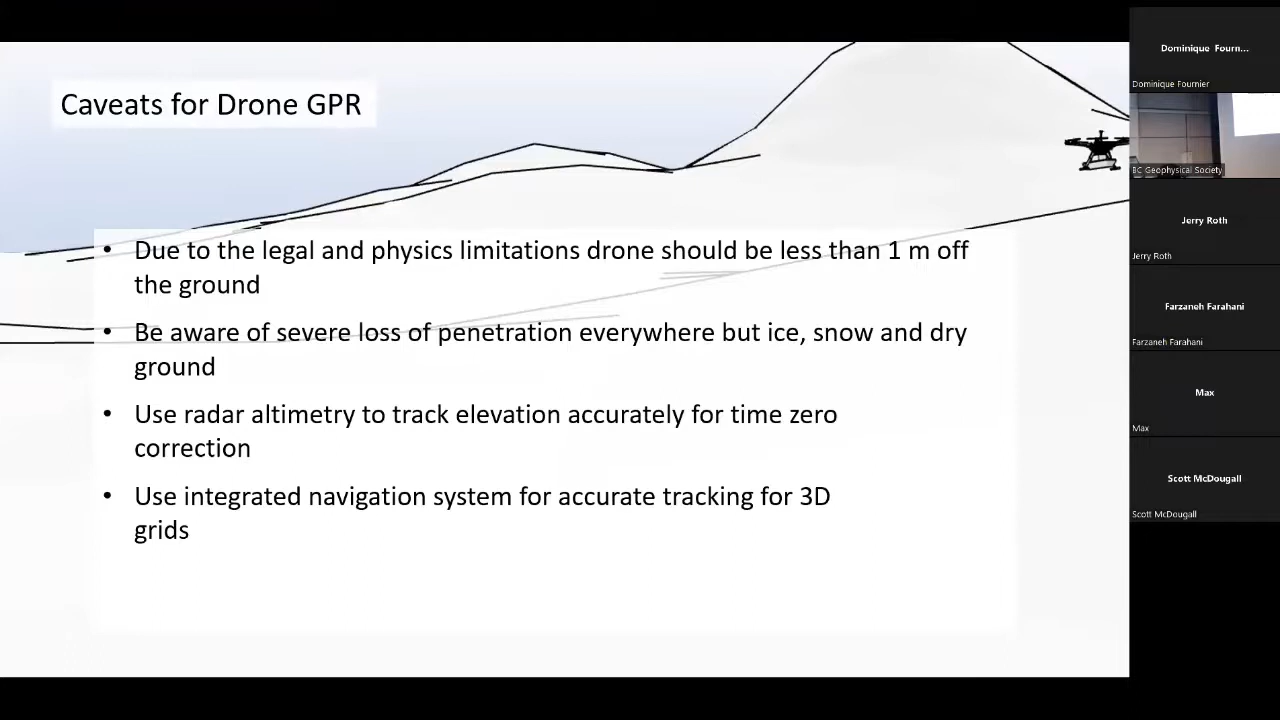 Caveats for Drone GPR
• Due to the legal and physics limitations drone should be less than 1 m off
the ground
• Be aware of severe loss of penetration everywhere but ice, snow and dry
ground
• Use radar altimetry to track elevation accurately for time zero
correction
• Use integrated navigation system for accurate tracking for 3D
grids
Dominique Fourn...
Dominique Fournier
BC Geophysical Society
Jerry Roth
Jerry Roth
Farzaneh Farahani
Farzaneh Farahani
Max
Max
Scott McDougall
Scott McDougall